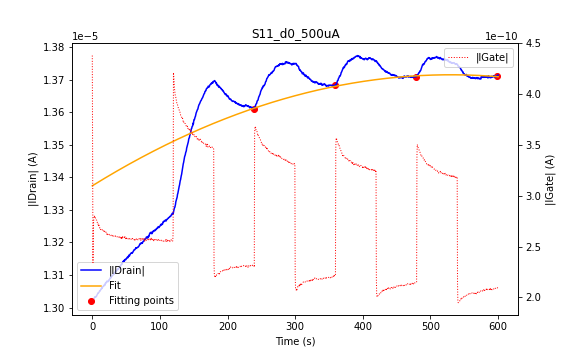 S11_d0_500uA
1e−5
1e−10
1.38
1.37
1.36
1.35
1.34
1.33
1.32
1.31
1.30
|IDrain| (A)
4.5
4.0
3.5
3.0
2.5
2.0
|IGate| (A)
|IGate|
|IDrain|
Fit
Fitting points
0
100
200
300
400
500
600
Time (s)